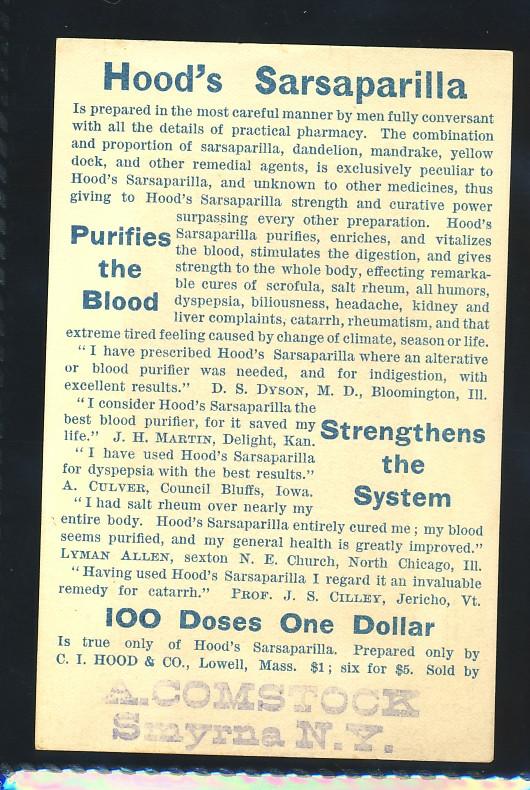 Hood's Sarsaparilla
Is prepared in the most careful manner by men fully conversant
with all the details of practical pharmacy. The combination
and proportion of sarsaparilla, dandelion, mandrake, yellow
dock, and other remedial agents, is exclusively peculiar to
Hood's Sarsaparilla, and unknown to other medicines, thus
giving to Hood's Sarsaparilla strength and curative power
surpassing every other preparation. Hood's
Sarsaparilla purifies, enriches, and vitalizes
the blood, stimulates the digestion, and gives
strength to the whole body, effecting remarka-
ble cures of scrofula, salt rheum, all humors,
dyspepsia, biliousness, headache, kidney and
liver complaints, catarrh, rheumatism, and that
Purifies
the
Blood
extreme tired feeling caused by change of climate, season or life.
"I have prescribed Hood's Sarsaparilla where an alterative
or blood purifier was needed, and for indigestion, with
excellent results." D. S. DYSON, M. D., Bloomington, Ill.
"I consider Hood's Sarsaparilla the
best blood purifier, for it saved my
life." J. H. MARTIN, Delight, Kan.
"I have used Hood's Sarsaparilla
for dyspepsia with the best results."
A. CULVER, Council Bluffs, Iowa.
"I had salt rheum over nearly my
Strengthens
the
System
entire body. Hood's Sarsaparilla entirely cured me; my blood
seems purified, and my general health is greatly improved."
LYMAN ALLEN, sexton N. E. Church, North Chicago, Ill.
"Having used Hood's Sarsaparilla I regard it an invaluable
remedy for catarrh." PROF. J. S. CILLEY, Jericho, Vt.
100 Doses One Dollar
Is true only of Hood's Sarsaparilla. Prepared only by
C. I. HOOD & CO., Lowell, Mass. $1; six for $5. Sold by
A. COMSTOCK
Smyrna N.Y.